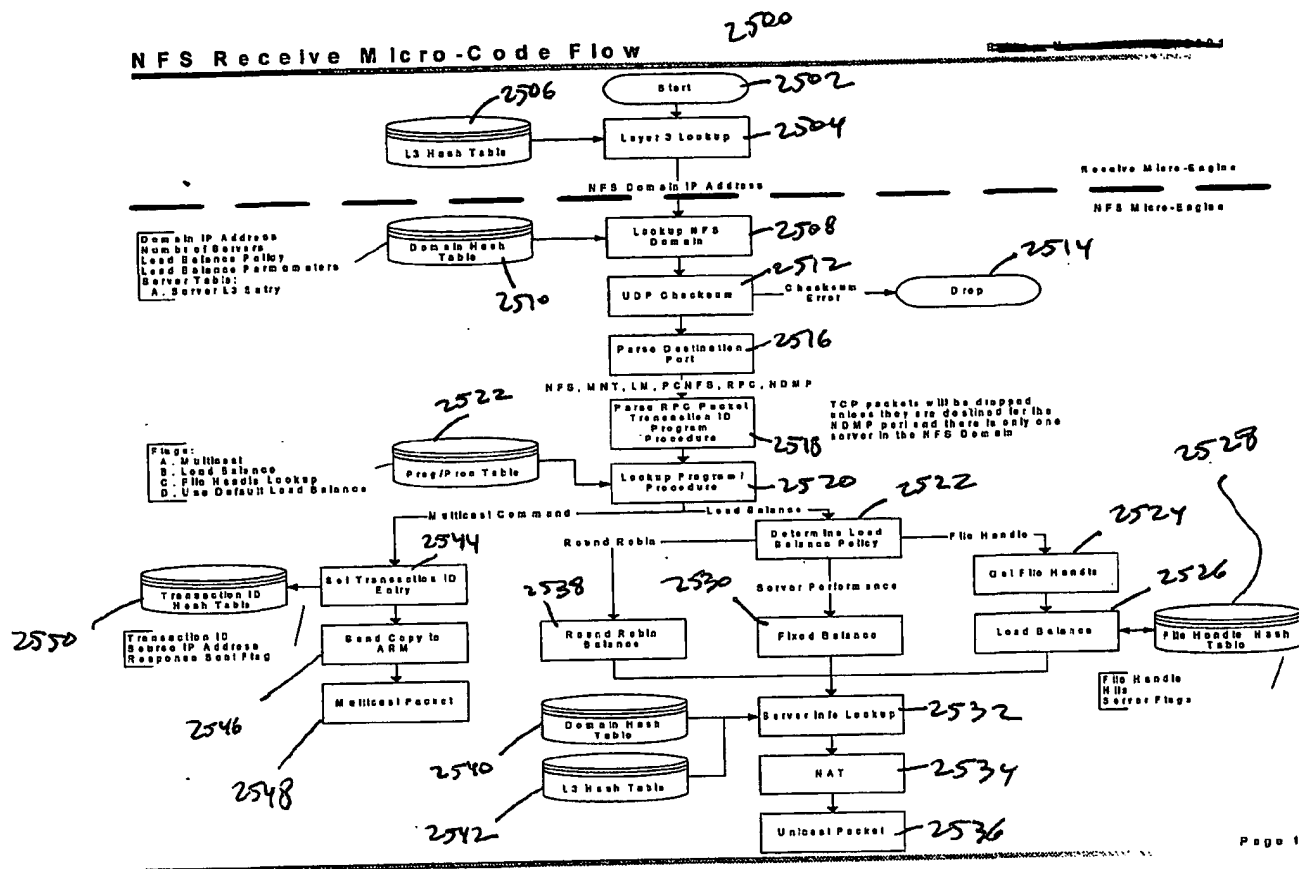 2500
NFS Receive Micro-Code Flow
Start
2502
2506
L3 Hash Table
Layer 3 Lookup
2504
Receive Micro-Engine
NFS Domain IP Address
NFS Micro-Engine
Domain IP Address
Numbr of Servers
Load Balance Policy
Load Balance Parmometers
Server Table:
A. Server L3 Entry
Domain Hash
Table
2510
Lookup NFS
Domain
2508
2512
UDP Checksum
Checksum
Error
2514
Drop
Parse Destination
Port
2516
NFS, MNT, LM, PCNFS, RPC, NDMP
2522
Parse RPC Packet
Transaction ID
Program
Procedure
2518
TCP packets will be dropped
unless they are destined for the
NDMP port and there is only one
server in the NFS Domain
2528
Flags:
A. Multicast
B. Load Balance
C. File Handle Lookup
D. Use Default Load Balance
Prog/Proo Table
Lookup Program/
Procedure
2520
2522
Multicast Command
Load Balance
2524
2544
Round Robin
Determine Load
Balance Policy
File Handle
Set Transaction ID
Entry
Transaction ID
Hash Table
2550
2538
2530
Server Performance
Get File Handle
2526
Transaction ID
Source IP Address
Response Sent Flag
Send Copy to
ARM
2546
Round Robin
Balance
Fixed Balance
Load Balance
File Handle Hash
Table
Multicast Packet
2548
File Handle
Hits
Server Flags
Domain Hash
Table
2540
Server Info Lookup
2532
L3 Hash Table
2542
NAT
2534
Unicast Packet
2536
Page 1